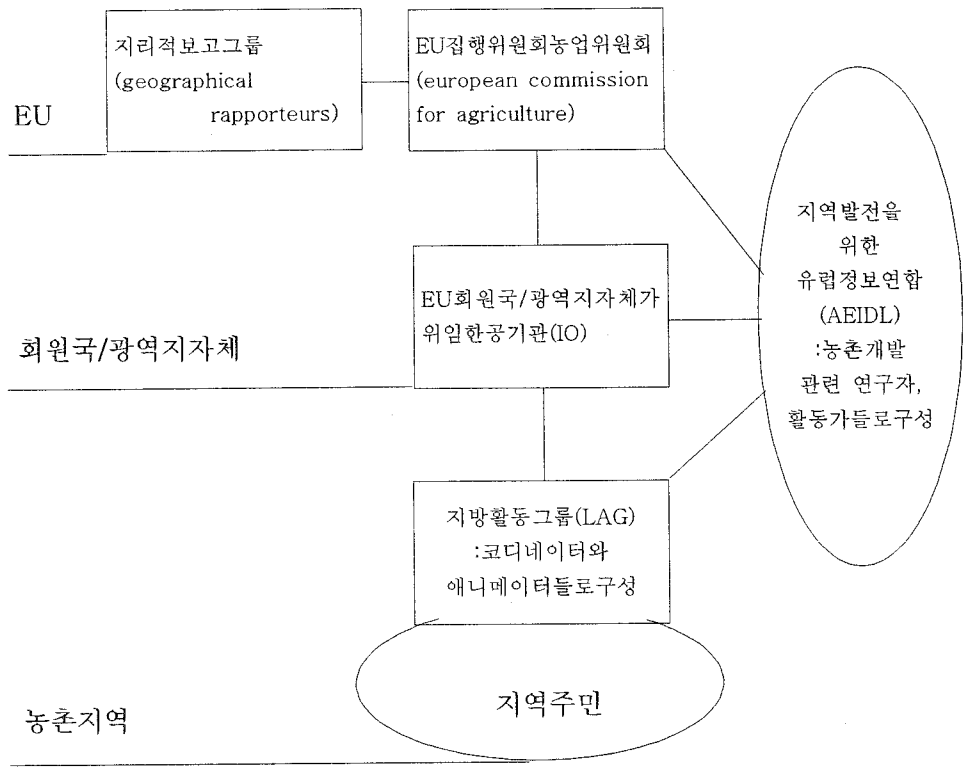 지리적보고그룹
(geographical
rapporteurs)
EU집행위원회농업위원회
(european commission
for agriculture)
EU
지역발전을
위한
유럽정보연합
(AEIDL)
:농촌개발
관련 연구자,
활동가들로구성
EU회원국/광역지자체가
위임한공기관(IO)
회원국/광역지자체
지방활동그룹(LAG)
:코디네이터와
애니메이터들로구성
지역주민
농촌지역